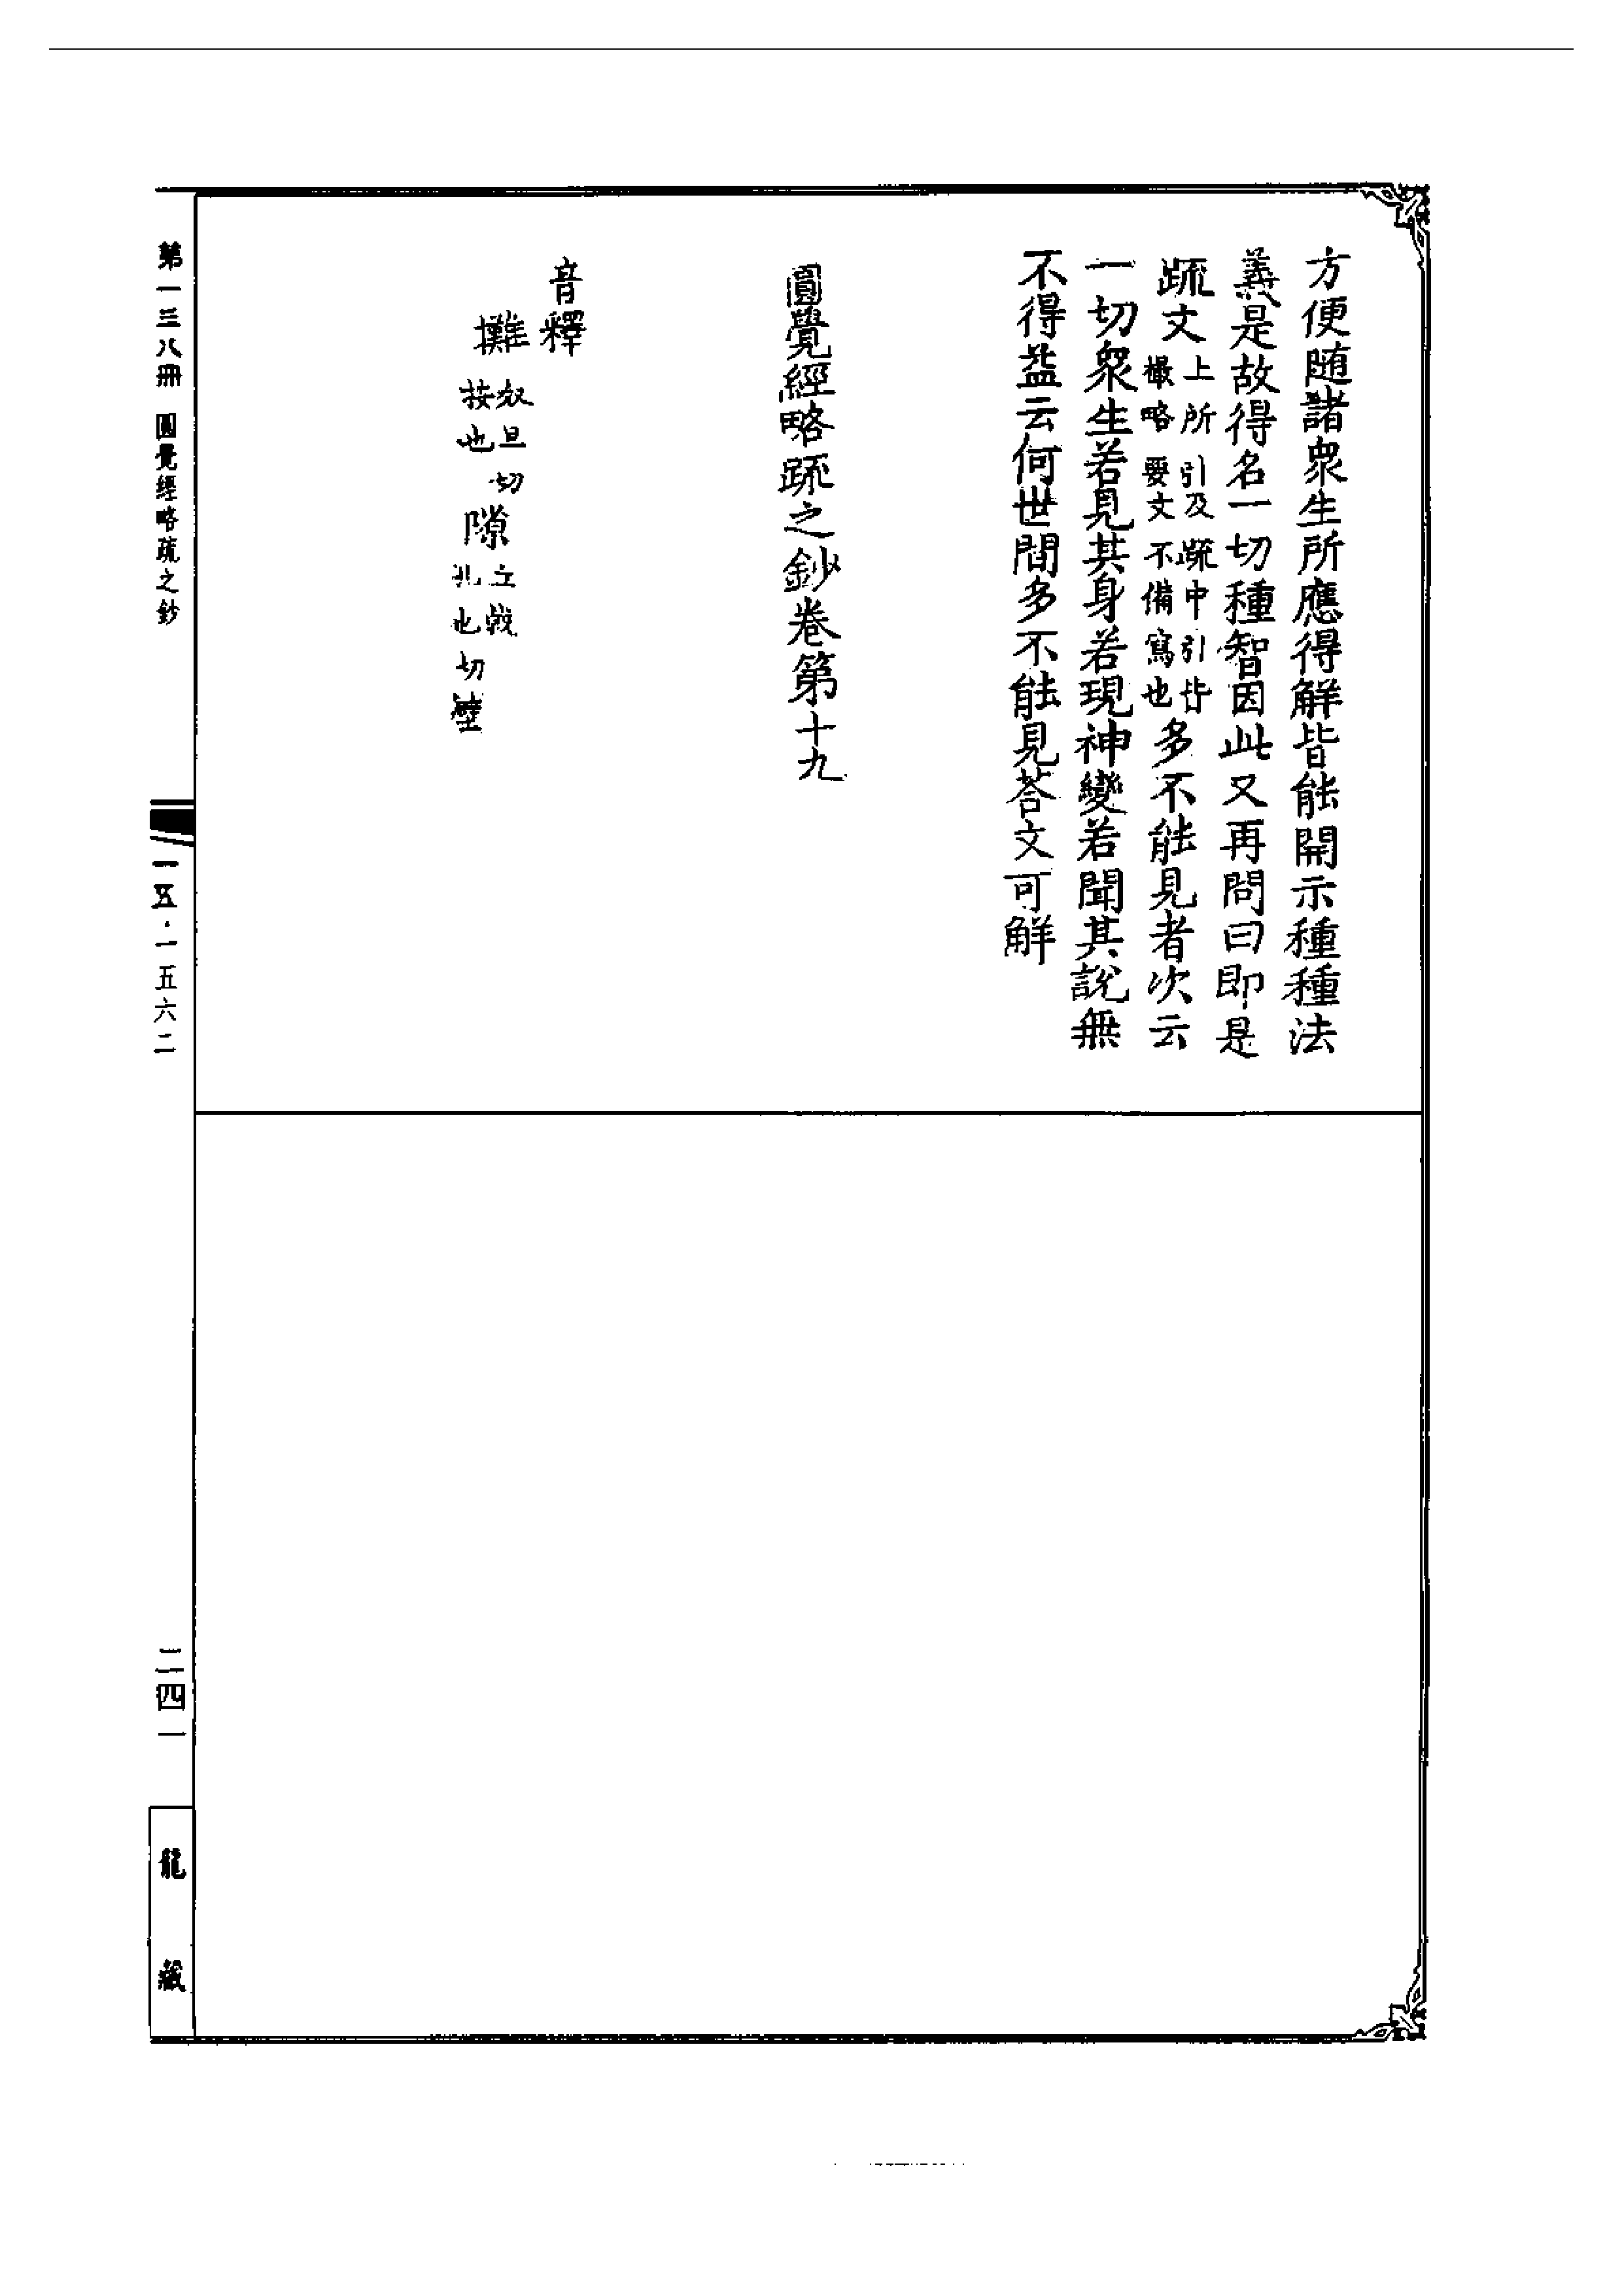 方便随諸衆生所應得解皆能開示種種法
義是故得名一切種智因此又再問曰即是
疏文上所引及疏中引皆
撮略要文不備寫也多不能見者次云
一切衆生若見其身若現神變若聞其說無
不得益云何世間多不能見荅文可解
圓覺經略疏之鈔卷第十九
音釋
攤奴旦切
按也
隙乞戟切壁
孔也
第一三八冊 圓覺經略疏之鈔
一五·一五六二
二四一
龍藏